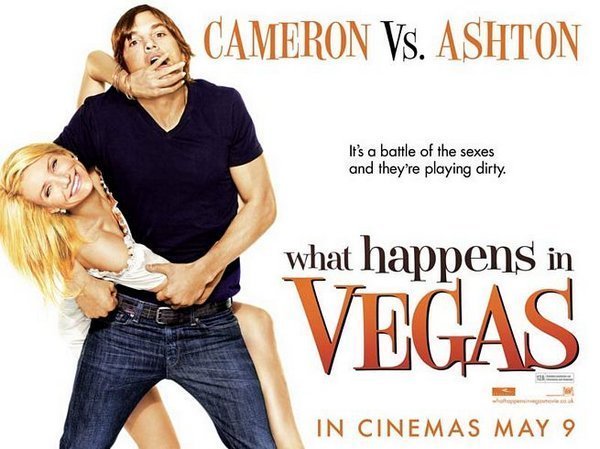 CAMERON Vs. ASHTON
It's a battle of the sexes
and they're playing dirty.
what happens in
VEGAS
whathappensinvegasmovie.co.uk
IN CINEMAS MAY 9